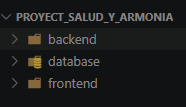 PROYECT_SALUD_Y_ARMONIA
backend
database
frontend